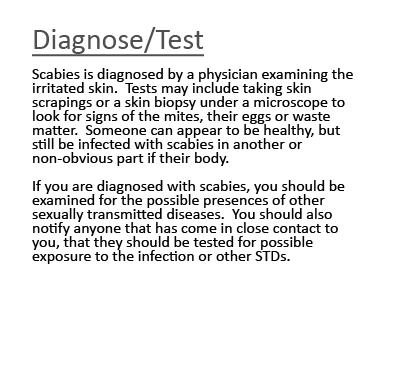 Diagnose/Test
Scabies is diagnosed by a physician examining the
irritated skin.  Tests may include taking skin
scrapings or a skin biopsy under a microscope to
look for signs of the mites, their eggs or waste
matter.  Someone can appear to be healthy, but
still be infected with scabies in another or
non-obvious part if their body.
If you are diagnosed with scabies, you should be
examined for the possible presences of other
sexually transmitted diseases.  You should also
notify anyone that has come in close contact to
you, that they should be tested for possible
exposure to the infection or other STDs.